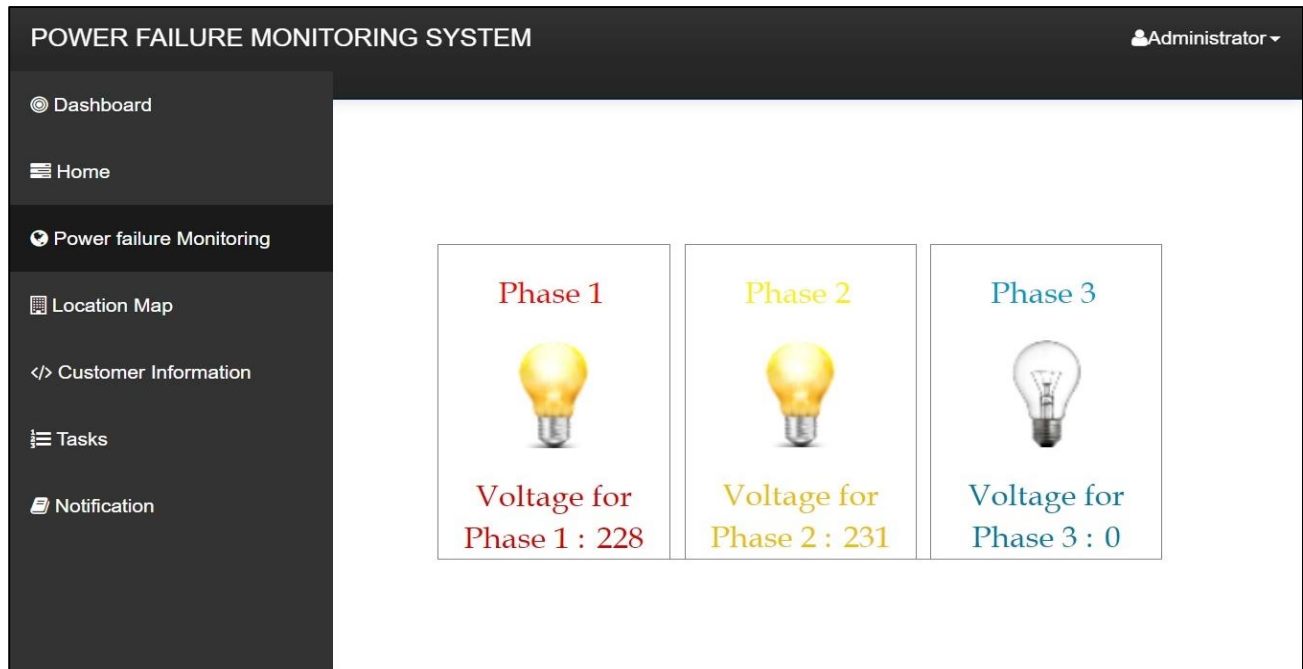 POWER FAILURE MONITORING SYSTEM
Administrator
Dashboard
Home
Power failure Monitoring
Location Map
</> Customer Information
Tasks
Notification
Phase 1
Voltage for
Phase 1 : 228
Phase 2
Voltage for
Phase 2 : 231
Phase 3
Voltage for
Phase 3 : 0